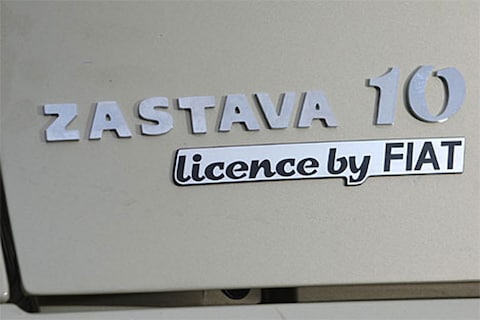 ZASTAVA 10
licence by FIAT